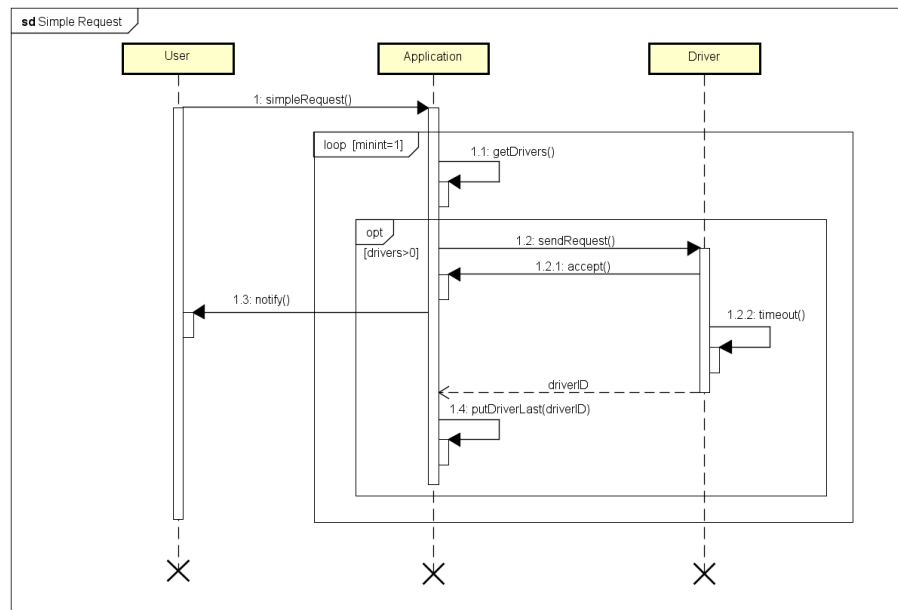 sd Simple Request
User
Application
Driver
1: simpleRequest()
loop [minint=1]
1.1: getDrivers()
opt
[drivers>0]
1.2: sendRequest()
1.2.1: accept()
1.3: notify()
1.2.2: timeout()
driverID
1.4: putDriverLast(driverID)